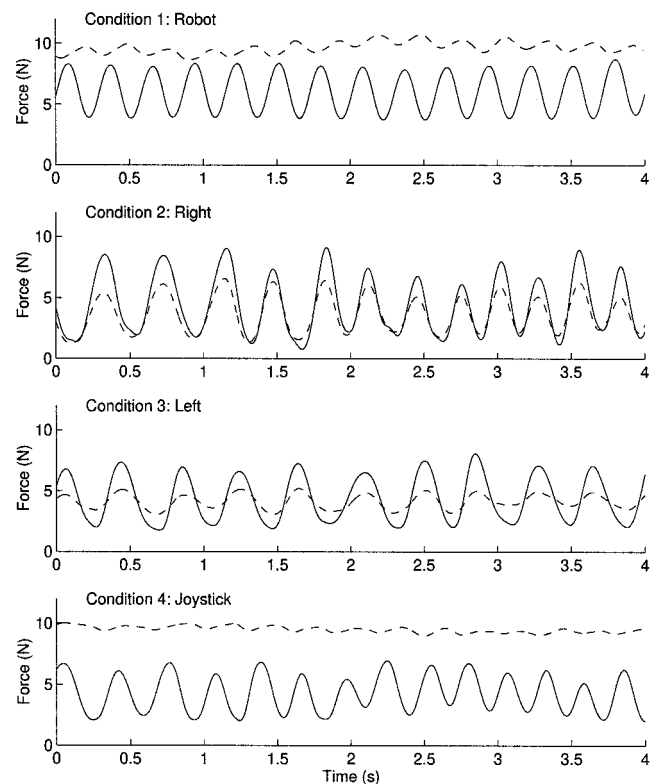 Condition 1: Robot
Force (N)
10
5
0
0 0.5 1 1.5 2 2.5 3 3.5 4
Condition 2: Right
Force (N)
10
5
0
0 0.5 1 1.5 2 2.5 3 3.5 4
Condition 3: Left
Force (N)
10
5
0
0 0.5 1 1.5 2 2.5 3 3.5 4
Condition 4: Joystick
Force (N)
10
5
0
0 0.5 1 1.5 2 2.5 3 3.5 4
Time (s)